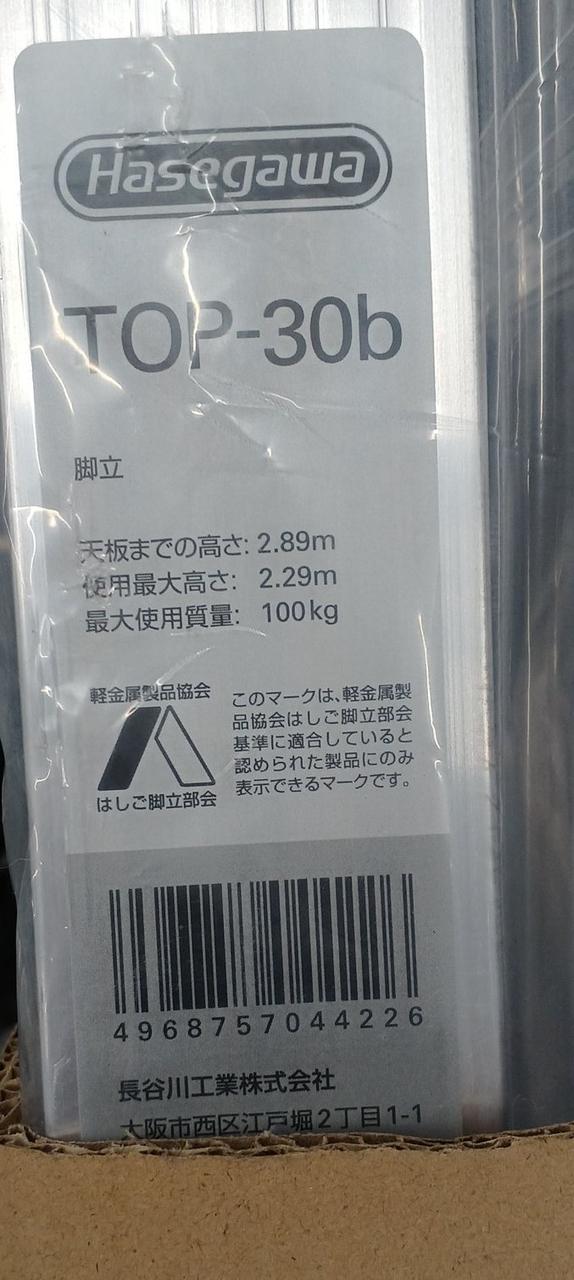 Hasegawa
TOP-30b
脚立
天板までの高さ: 2.89m
使用最大高さ: 2.29m
最大使用質量: 100kg
軽金属製品協会
はしご脚立部会
このマークは、軽金属製
品協会はしご脚立部会
基準に適合していると
認められた製品にのみ
表示できるマークです。
4968757044226
長谷川工業株式会社
大阪市西区江戸堀2丁目1-1